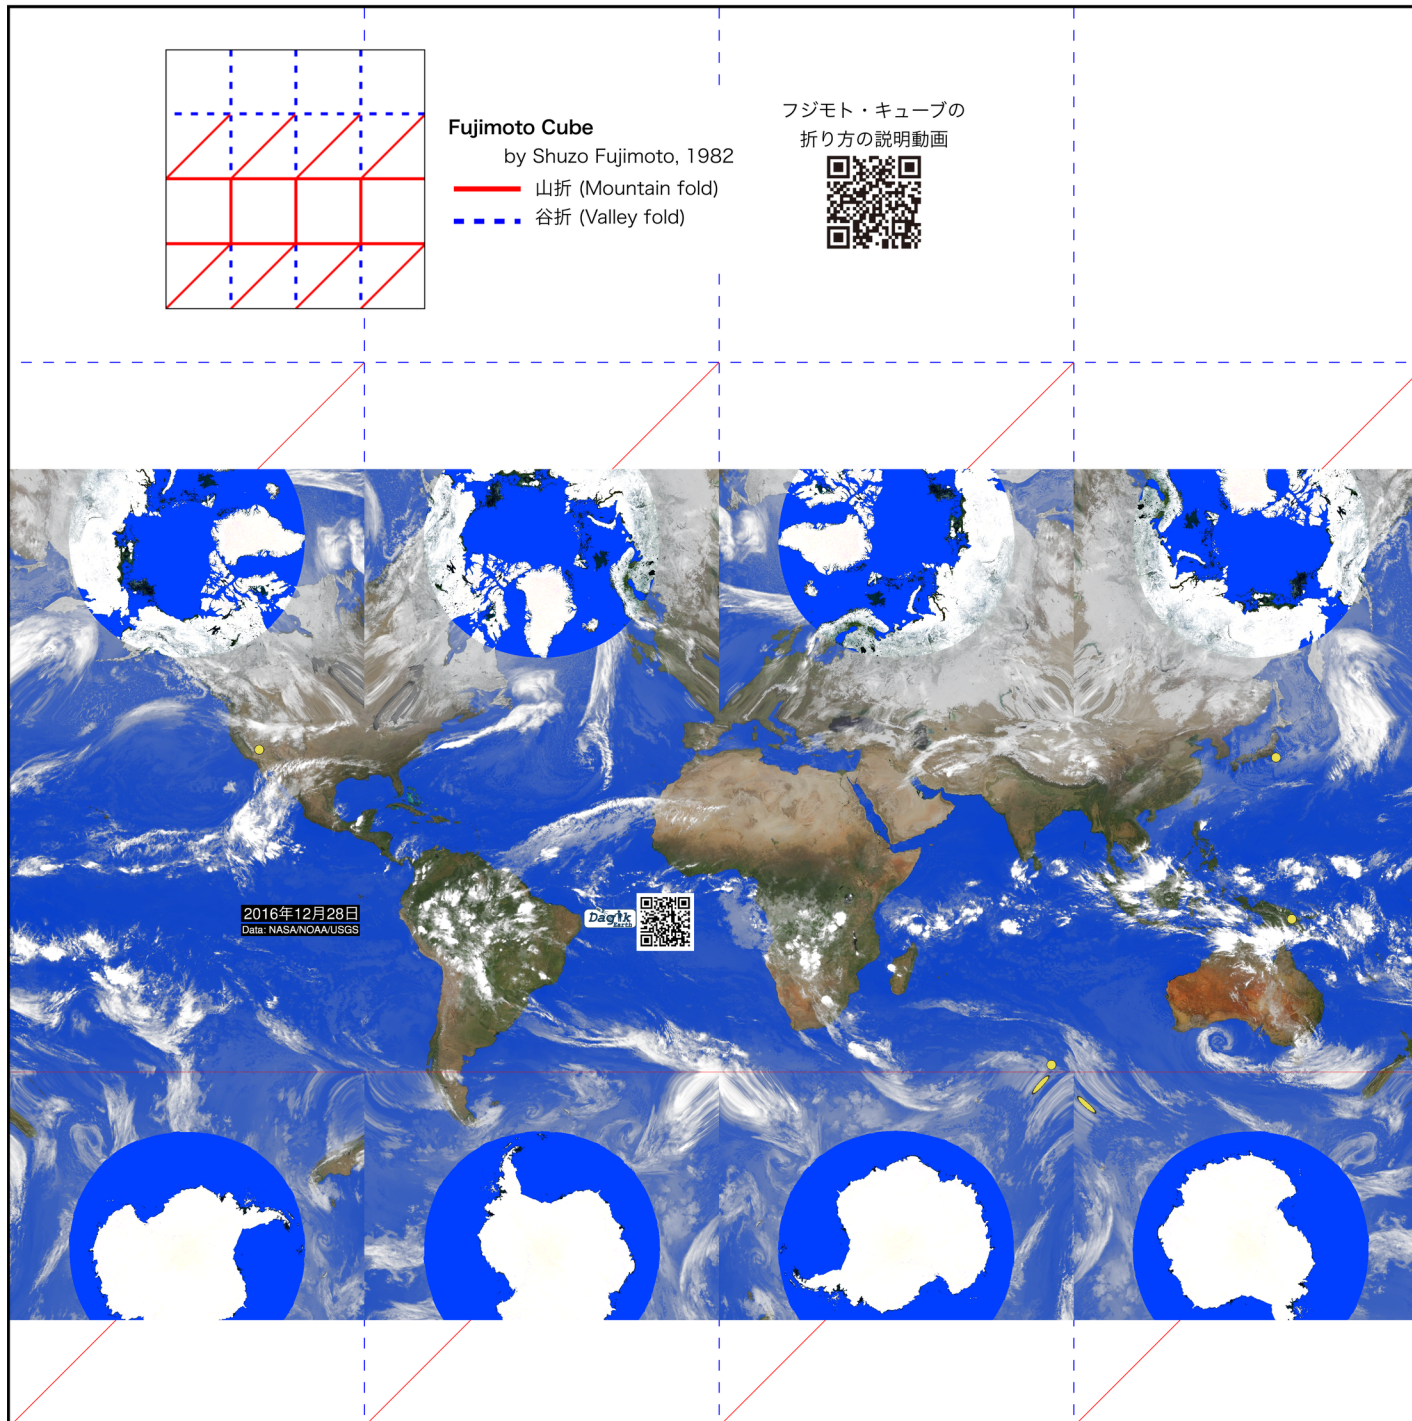 Fujimoto Cube
by Shuzo Fujimoto, 1982
山折 (Mountain fold)
谷折 (Valley fold)
フジモト・キューブの
折り方の説明動画
2016年12月28日
Data: NASA/NOAA/USGS
Dagik
Earth